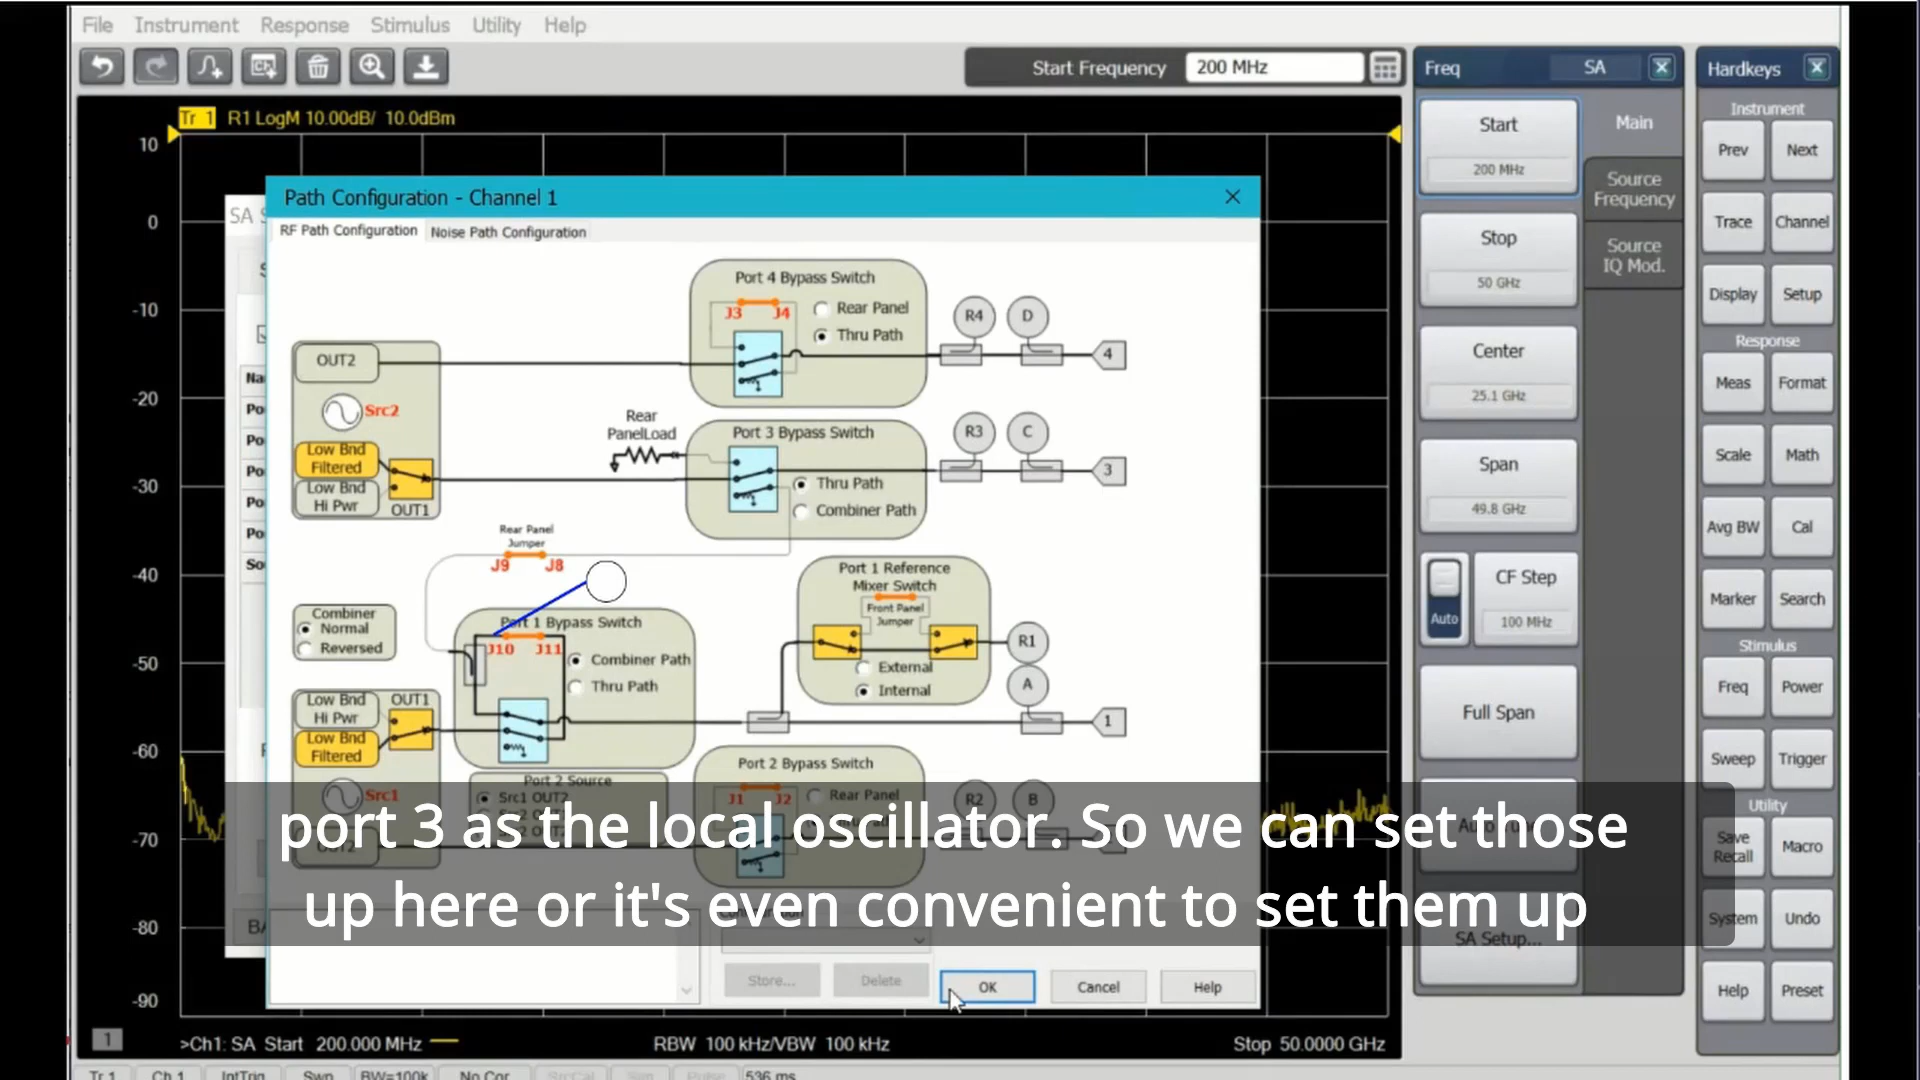 File Instrument Response Stimulus Utility Help
Start Frequency 200 MHz
Freq SA
Hardkeys
Tr 1 R1 LogM 10.00dB/ 10.0dBm
10
0
-10
-20
-30
-40
-50
-60
-70
-80
-90
SA S
Path Configuration - Channel 1
RF Path Configuration Noise Path Configuration
Port 4 Bypass Switch
J3 J4
Rear Panel
Thru Path
R4 D
4
OUT2
Src2
Low Bnd
Filtered
Low Bnd
Hi Pwr
OUT1
Rear
PanelLoad
Port 3 Bypass Switch
Thru Path
Combiner Path
R3 C
3
Rear Panel
Jumper
J9 J8
Combiner
Normal
Reversed
Port 1 Bypass Switch
J10 J11
Combiner Path
Thru Path
Port 1 Reference
Mixer Switch
Front Panel
Jumper
External
Internal
R1
A
1
Low Bnd
Hi Pwr
OUT1
Low Bnd
Filtered
Src1
OUT2
Port 2 Source
Src1 OUT2
Port 2 Bypass Switch
J1 J2
Rear Panel
R2 B
port 3 as the local oscillator. So we can set those
up here or it's even convenient to set them up
Store... Delete OK Cancel Help
Start
200 MHz
Stop
50 GHz
Center
25.1 GHz
Span
49.8 GHz
Auto
CF Step
100 MHz
Full Span
SA Setup...
Main
Source
Frequency
Source
IQ Mod.
Instrument
Prev Next
Trace Channel
Display Setup
Response
Meas Format
Scale Math
Avg BW Cal
Marker Search
Stimulus
Freq Power
Sweep Trigger
Utility
Save
Recall
Macro
System Undo
Help Preset
1
>Ch1: SA Start 200.000 MHz
RBW 100 kHz/VBW 100 kHz
Stop 50.0000 GHz
Tr 1 Ch 1 IntTrig Swp BW=100k No Cor SrcCal Sim Pulse 536 ms